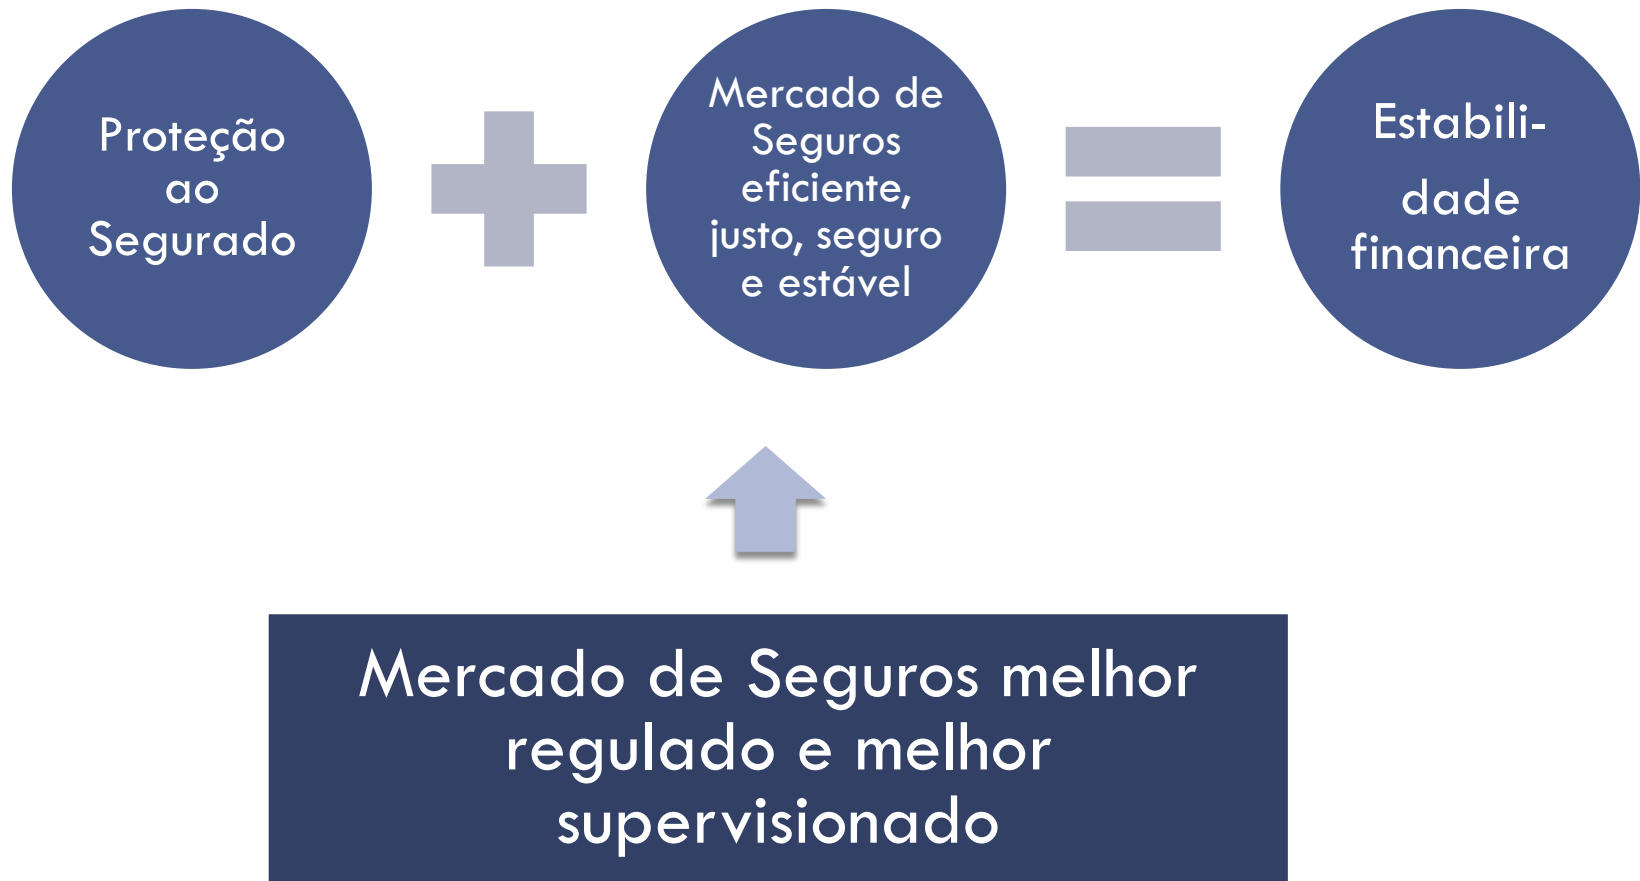 Proteção
ao
Segurado
Mercado de
Seguros
eficiente,
justo, seguro
e estável
Estabili-
dade
financeira
Mercado de Seguros melhor
regulado e melhor
supervisionado